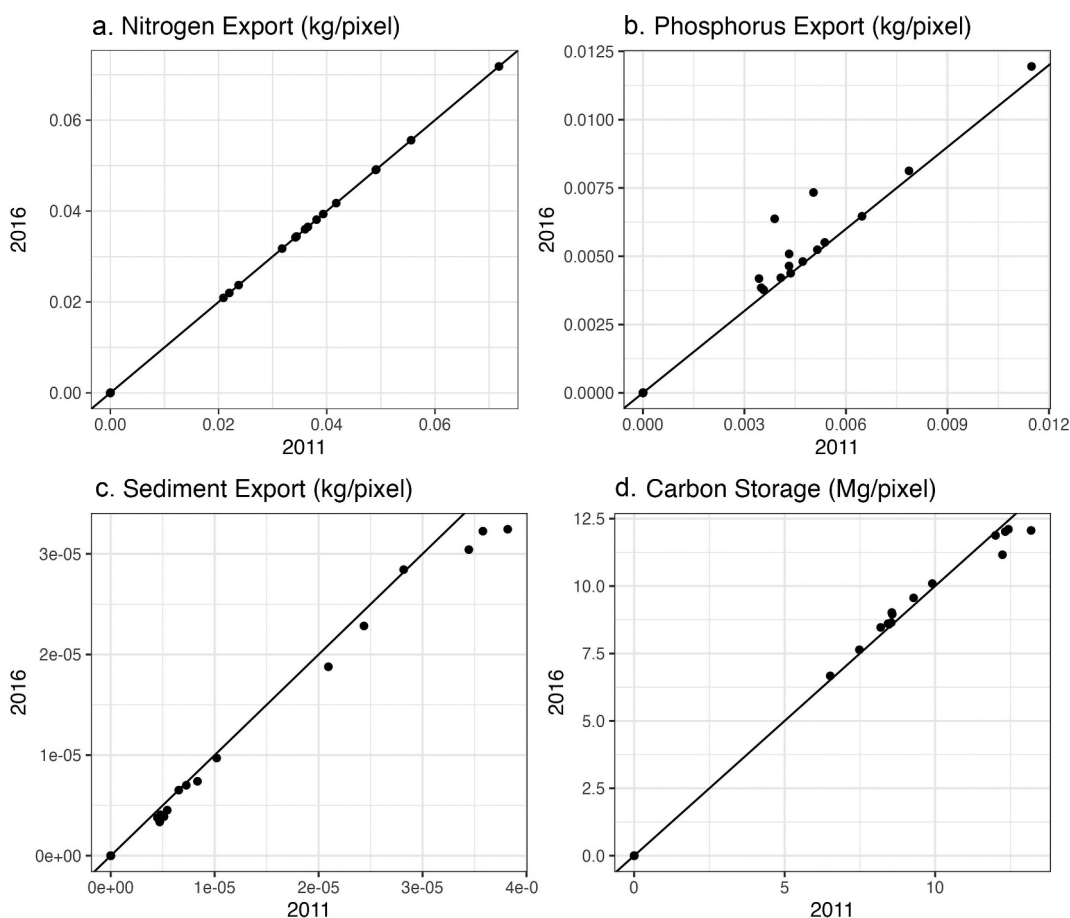 a. Nitrogen Export (kg/pixel)
0.06
0.04
0.02
0.00
2016
0.00 0.02 0.04 0.06
2011
b. Phosphorus Export (kg/pixel)
0.0125
0.0100
0.0075
0.0050
0.0025
0.0000
2016
0.000 0.003 0.006 0.009 0.012
2011
c. Sediment Export (kg/pixel)
3e-05
2e-05
1e-05
0e+00
2016
0e+00 1e-05 2e-05 3e-05 4e-0
2011
d. Carbon Storage (Mg/pixel)
12.5
10.0
7.5
5.0
2.5
0.0
2016
0 5 10
2011